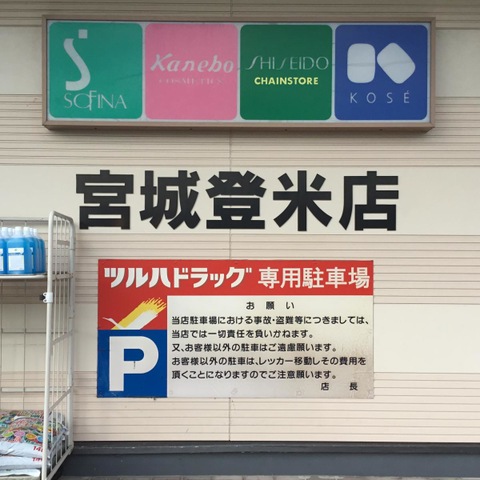 SOFINA
Kanebo
COSMETICS
SHISEIDO
CHAINSTORE
KOSÉ
宮城登米店
ツルハドラッグ 専用駐車場
お願い
当店駐車場における事故・盗難等につきましては、
当店では一切責任を負いかねます。
又、お客様以外の駐車はご遠慮願います。
お客様以外の駐車は、レッカー移動しその費用を
頂くことになりますのでご注意願います。
店長
P